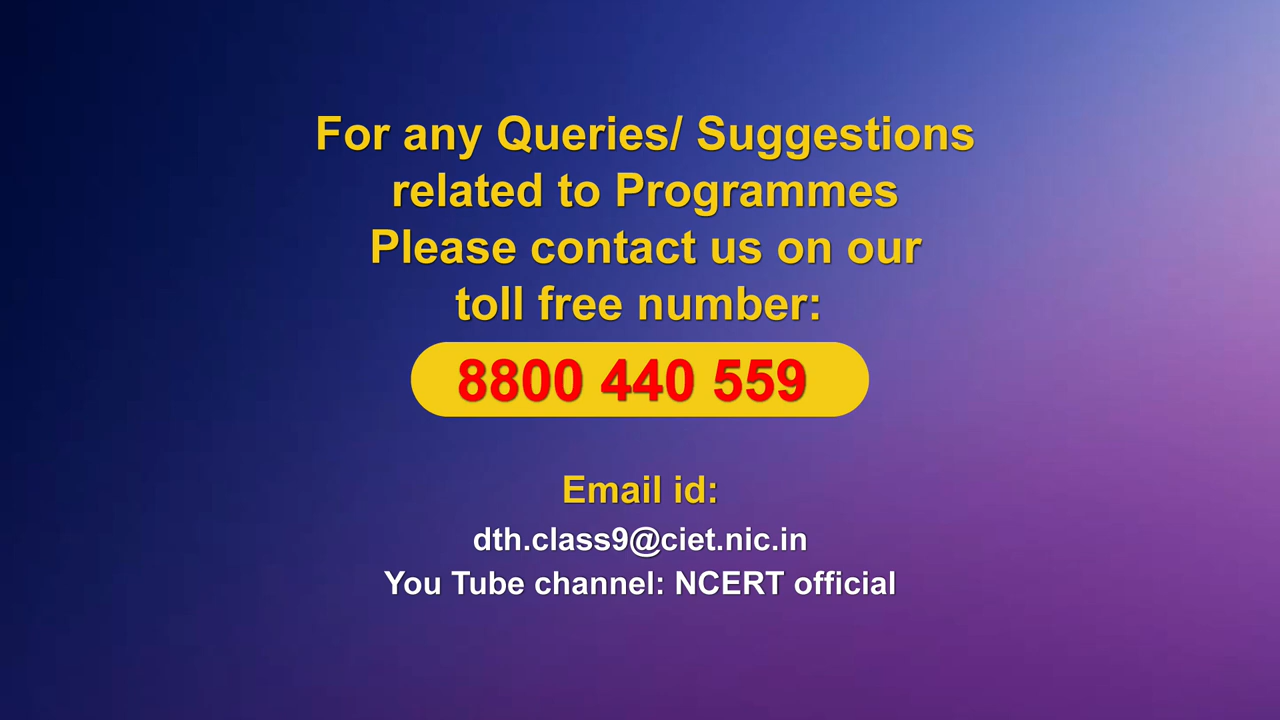 For any Queries/ Suggestions
related to Programmes
Please contact us on our
toll free number:
8800 440 559
Email id:
dth.class9@ciet.nic.in
You Tube channel: NCERT official